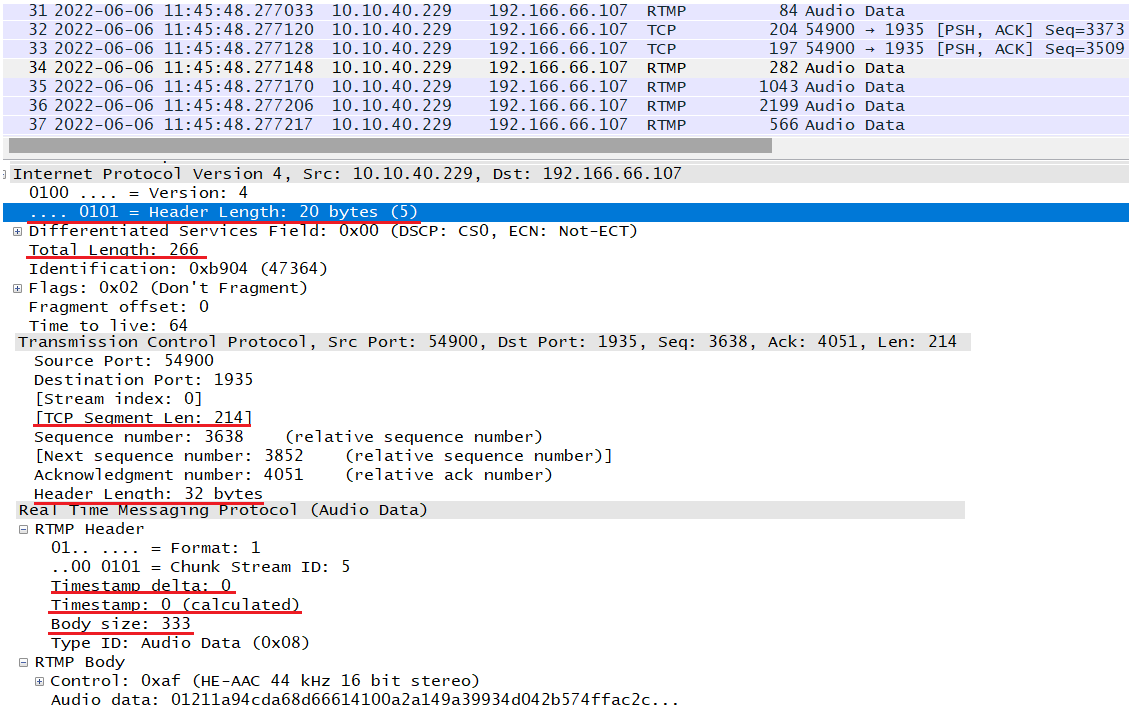 31 2022-06-06 11:45:48.277033 10.10.40.229 192.166.66.107 RTMP 84 Audio Data
32 2022-06-06 11:45:48.277120 10.10.40.229 192.166.66.107 TCP 204 54900 → 1935 [PSH, ACK] Seq=3373
33 2022-06-06 11:45:48.277128 10.10.40.229 192.166.66.107 TCP 197 54900 → 1935 [PSH, ACK] Seq=3509
34 2022-06-06 11:45:48.277148 10.10.40.229 192.166.66.107 RTMP 282 Audio Data
35 2022-06-06 11:45:48.277170 10.10.40.229 192.166.66.107 RTMP 1043 Audio Data
36 2022-06-06 11:45:48.277206 10.10.40.229 192.166.66.107 RTMP 2199 Audio Data
37 2022-06-06 11:45:48.277217 10.10.40.229 192.166.66.107 RTMP 566 Audio Data
Internet Protocol Version 4, Src: 10.10.40.229, Dst: 192.166.66.107
0100 .... = Version: 4
.... 0101 = Header Length: 20 bytes (5)
Differentiated Services Field: 0x00 (DSCP: CS0, ECN: Not-ECT)
Total Length: 266
Identification: 0xb904 (47364)
Flags: 0x02 (Don't Fragment)
Fragment offset: 0
Time to live: 64
Transmission Control Protocol, Src Port: 54900, Dst Port: 1935, Seq: 3638, Ack: 4051, Len: 214
Source Port: 54900
Destination Port: 1935
[Stream index: 0]
[TCP Segment Len: 214]
Sequence number: 3638 (relative sequence number)
[Next sequence number: 3852 (relative sequence number)]
Acknowledgment number: 4051 (relative ack number)
Header Length: 32 bytes
Real Time Messaging Protocol (Audio Data)
RTMP Header
01.. .... = Format: 1
..00 0101 = Chunk Stream ID: 5
Timestamp delta: 0
Timestamp: 0 (calculated)
Body size: 333
Type ID: Audio Data (0x08)
RTMP Body
Control: 0xaf (HE-AAC 44 kHz 16 bit stereo)
Audio data: 01211a94cda68d66614100a2a149a39934d042b574ffac2c...